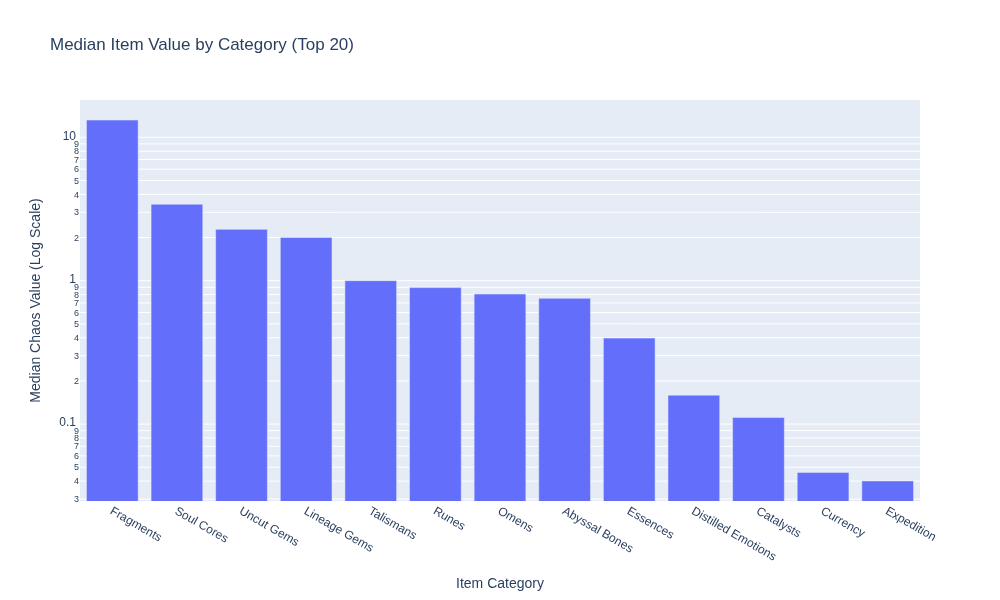 Median Item Value by Category (Top 20)
Median Chaos Value (Log Scale)
10
9
8
7
6
5
4
3
2
1
9
8
7
6
5
4
3
2
0.1
9
8
7
6
5
4
3
Fragments
Soul Cores
Uncut Gems
Lineage Gems
Talismans
Runes
Omens
Abyssal Bones
Essences
Distilled Emotions
Catalysts
Currency
Expedition
Item Category